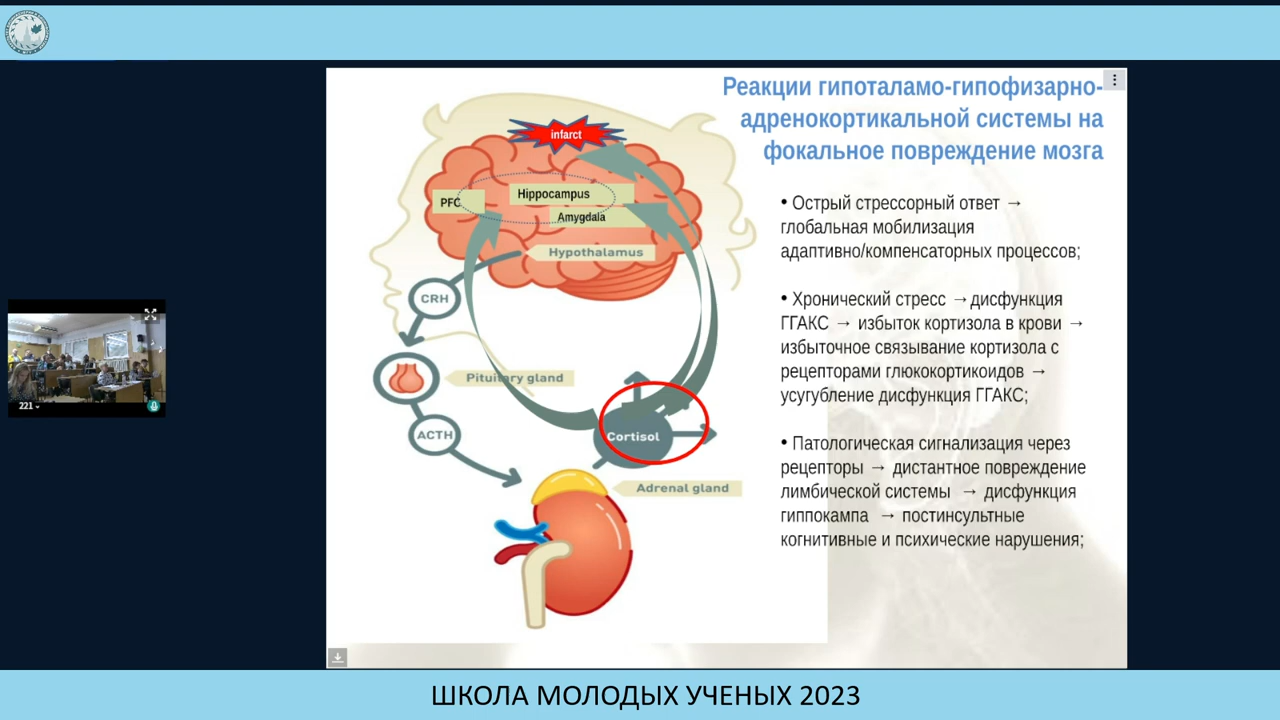 Реакции гипоталамо-гипофизарно-
адренокортикальной системы на
фокальное повреждение мозга
infarct
PFC
Hippocampus
Amygdala
Hypothalamus
CRH
Pituitary gland
ACTH
Cortisol
Adrenal gland
• Острый стрессорный ответ →
глобальная мобилизация
адаптивно/компенсаторных процессов;
• Хронический стресс →дисфункция
ГГАКС → избыток кортизола в крови →
избыточное связывание кортизола с
рецепторами глюкокортикоидов →
усугубление дисфункция ГГАКС;
• Патологическая сигнализация через
рецепторы → дистантное повреждение
лимбической системы → дисфункция
гиппокампа → постинсультные
когнитивные и психические нарушения;
221
ШКОЛА МОЛОДЫХ УЧЕНЫХ 2023